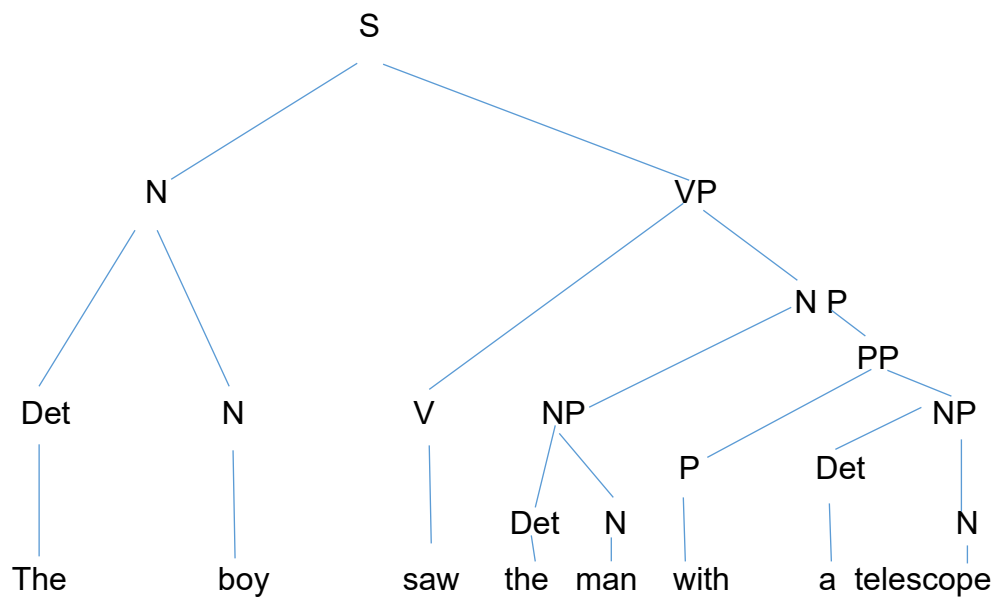 S
N VP
N P
PP
Det N V NP NP
P Det
Det N N
The boy saw the man with a telescope